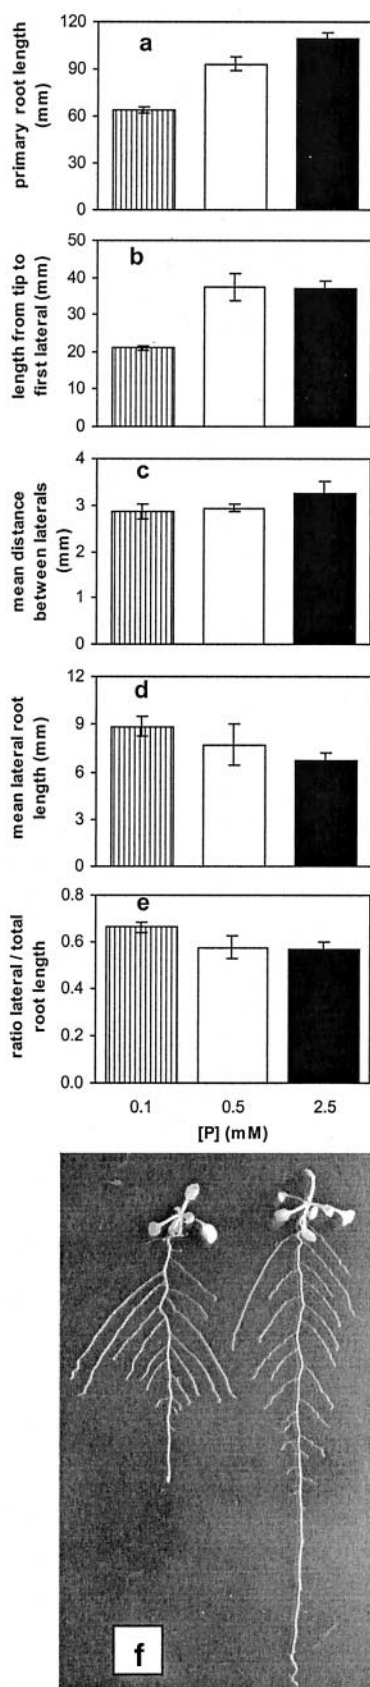 primary root length
(mm)
120
90
60
30
0
a
length from tip to
first lateral (mm)
50
40
30
20
10
0
b
mean distance
between laterals
(mm)
4
3
2
1
0
c
mean lateral root
length (mm)
12
9
6
3
0
d
ratio lateral / total
root length
0.8
0.6
0.4
0.2
0.0
e
0.1 0.5 2.5
[P] (mM)
f